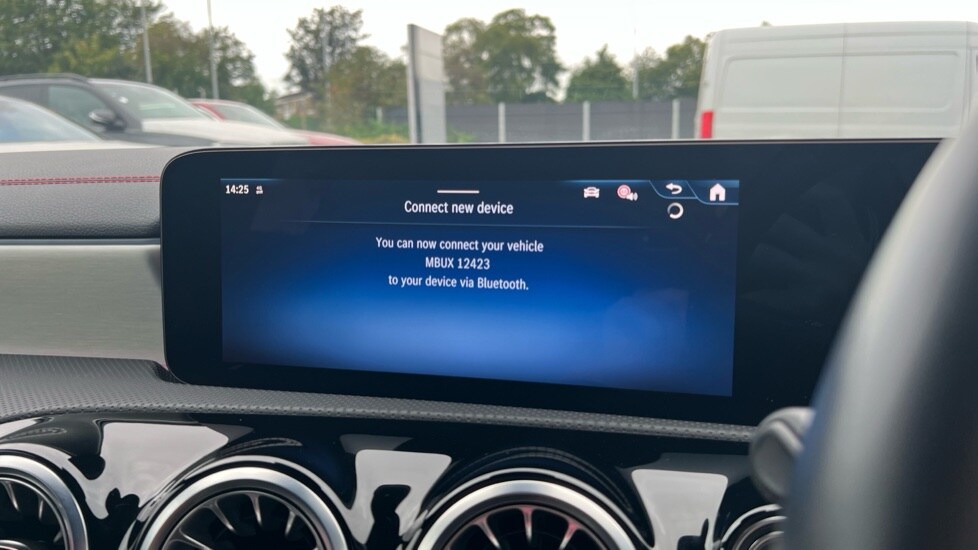 14:25
Connect new device
You can now connect your vehicle
MBUX 12423
to your device via Bluetooth.